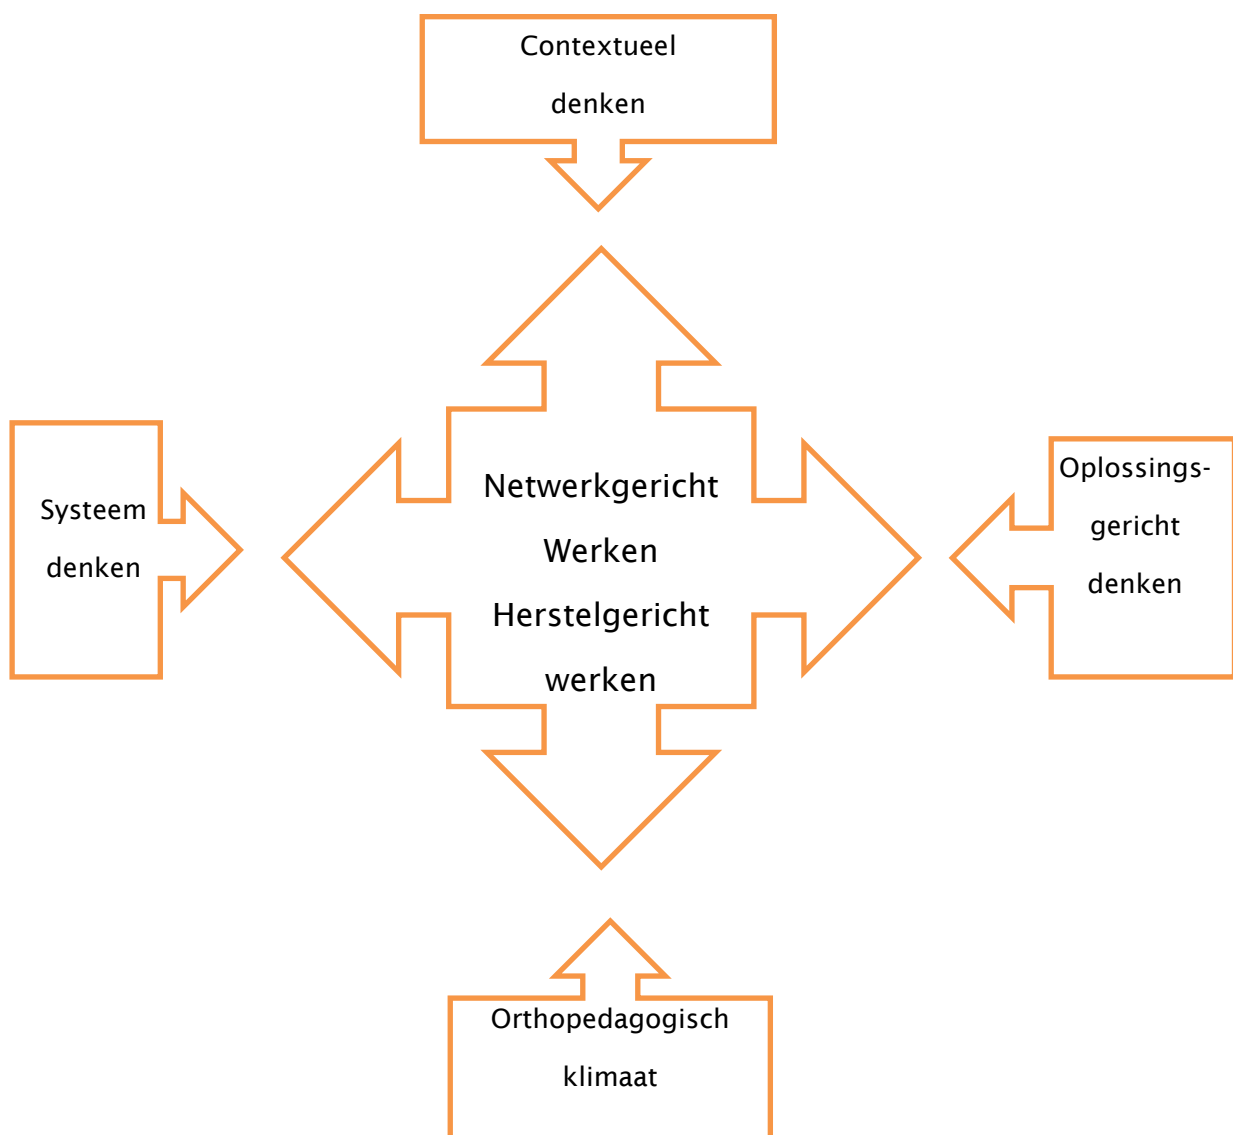 Contextueel
denken
Systeem
denken
Netwerkgericht
Werken
Herstelgericht
werken
Oplossings-
gericht
denken
Orthopedagogisch
klimaat